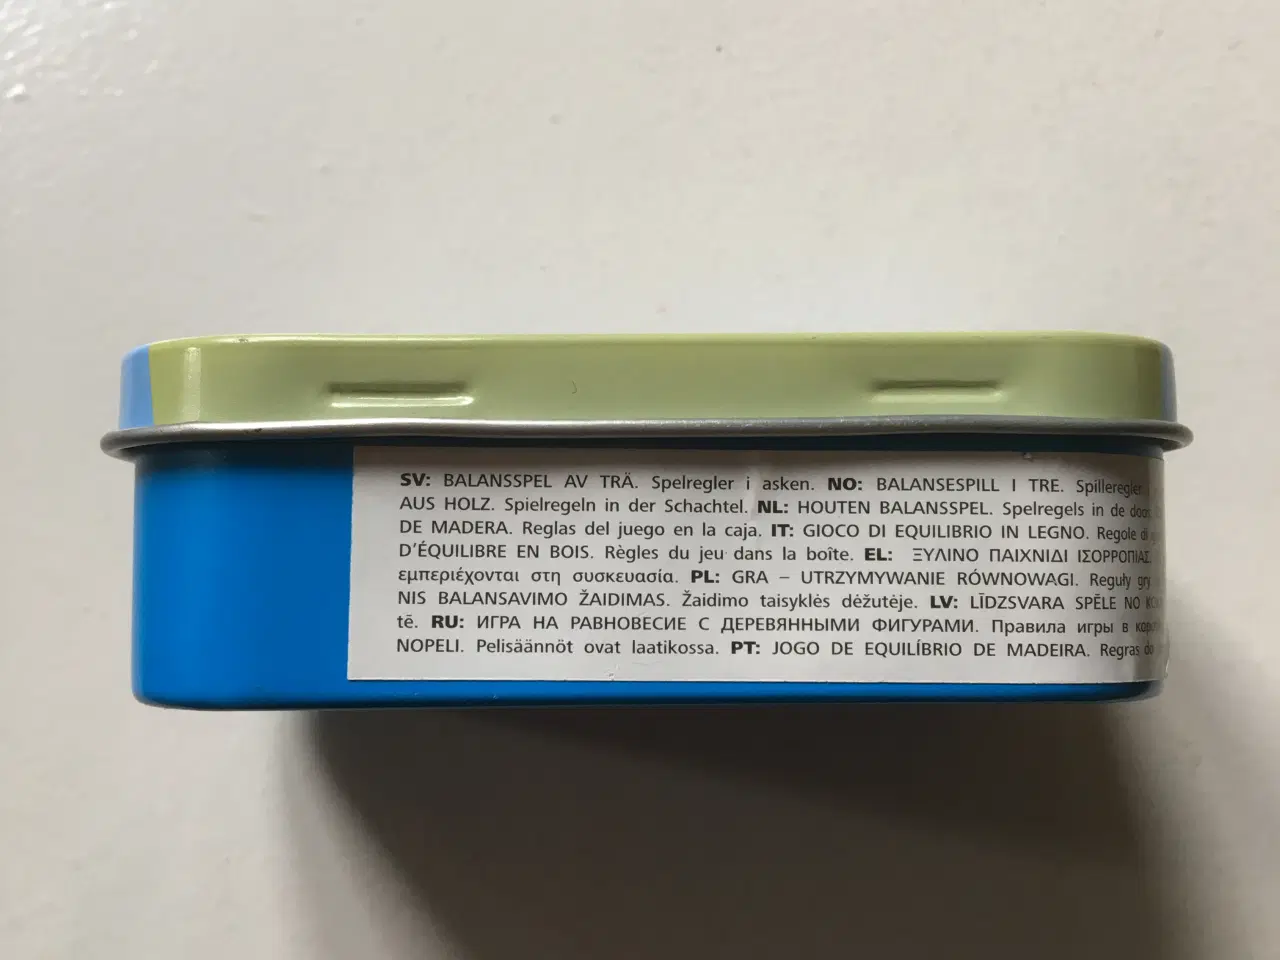 SV: BALANSSPEL AV TRÄ. Spelregler i asken. NO: BALANSESPILL I TRE. Spilleregler
AUS HOLZ. Spielregeln in der Schachtel. NL: HOUTEN BALANSSPEL. Spelregels in de doos.
DE MADERA. Reglas del juego en la caja. IT: GIOCO DI EQUILIBRIO IN LEGNO. Regole di
D'ÉQUILIBRE EN BOIS. Règles du jeu dans la boîte. EL: ΞΥΛΙΝΟ ΠΑΙΧΝΙΔΙ ΙΣΟΡΡΟΠΙΑΣ.
εμπεριέχονται στη συσκευασία. PL: GRA – UTRZYMYWANIE RÓWNOWAGI. Reguły gry
NIS BALANSAVIMO ŽAIDIMAS. Žaidimo taisyklės dėžutėje. LV: LĪDZSVARA SPĒLE NO
tē. RU: ИГРА НА РАВНОВЕСИЕ С ДЕРЕВЯННЫМИ ФИГУРАМИ. Правила игры в
NOPELI. Pelisäännöt ovat laatikossa. PT: JOGO DE EQUILÍBRIO DE MADEIRA. Regras do